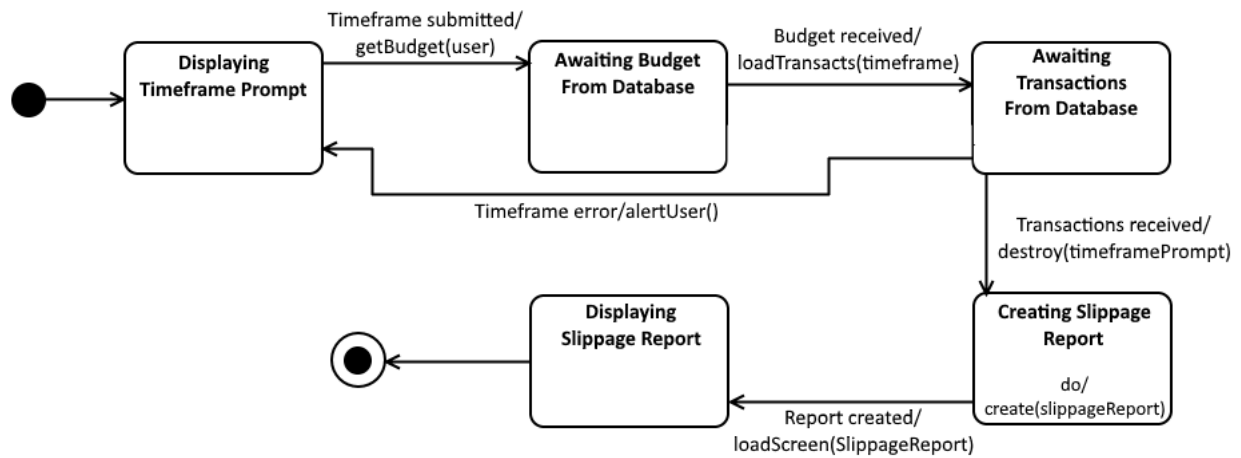 Timeframe submitted/
getBudget(user)
Displaying
Timeframe Prompt
Awaiting Budget
From Database
Budget received/
loadTransacts(timeframe)
Awaiting
Transactions
From Database
Timeframe error/alertUser()
Transactions received/
destroy(timeframePrompt)
Displaying
Slippage Report
Creating Slippage
Report
do/
create(slippageReport)
Report created/
loadScreen(SlippageReport)